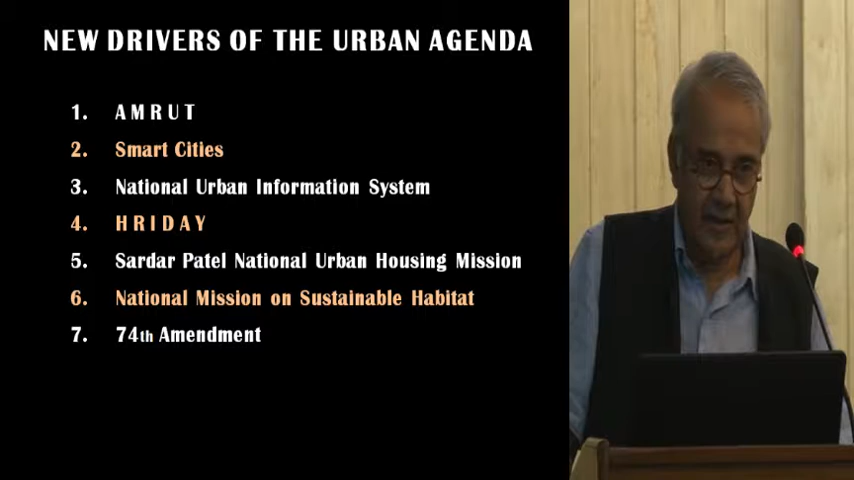 NEW DRIVERS OF THE URBAN AGENDA
1. A M R U T
2. Smart Cities
3. National Urban Information System
4. H R I D A Y
5. Sardar Patel National Urban Housing Mission
6. National Mission on Sustainable Habitat
7. 74th Amendment